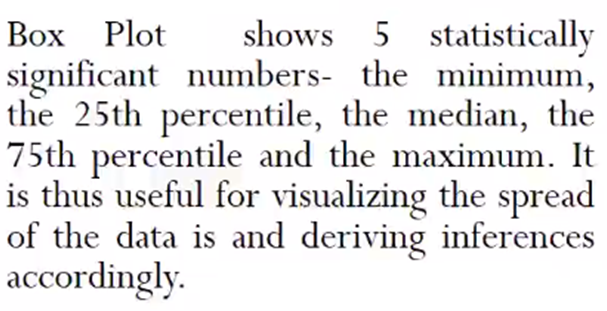 Box Plot shows 5 statistically
significant numbers- the minimum,
the 25th percentile, the median, the
75th percentile and the maximum. It
is thus useful for visualizing the spread
of the data is and deriving inferences
accordingly.